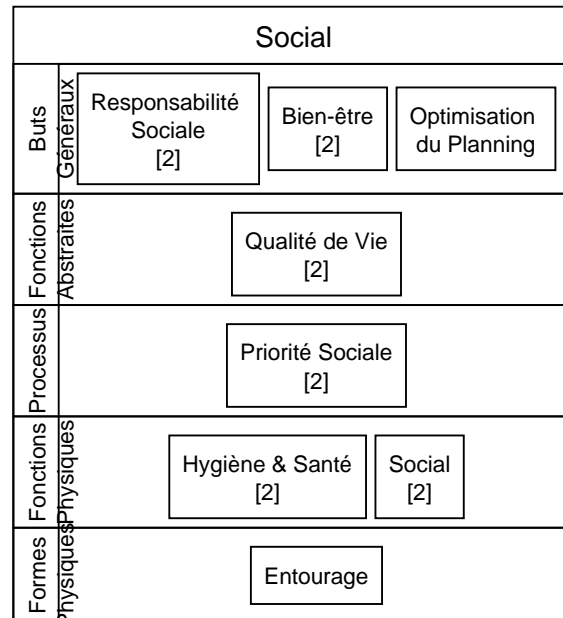 Social
Buts
Généraux
Responsabilité
Sociale
[2]
Bien-être
[2]
Optimisation
du Planning
Fonctions
Abstraites
Qualité de Vie
[2]
Processus
Priorité Sociale
[2]
Fonctions
Physiques
Hygiène & Santé
[2]
Social
[2]
Formes
Physiques
Entourage